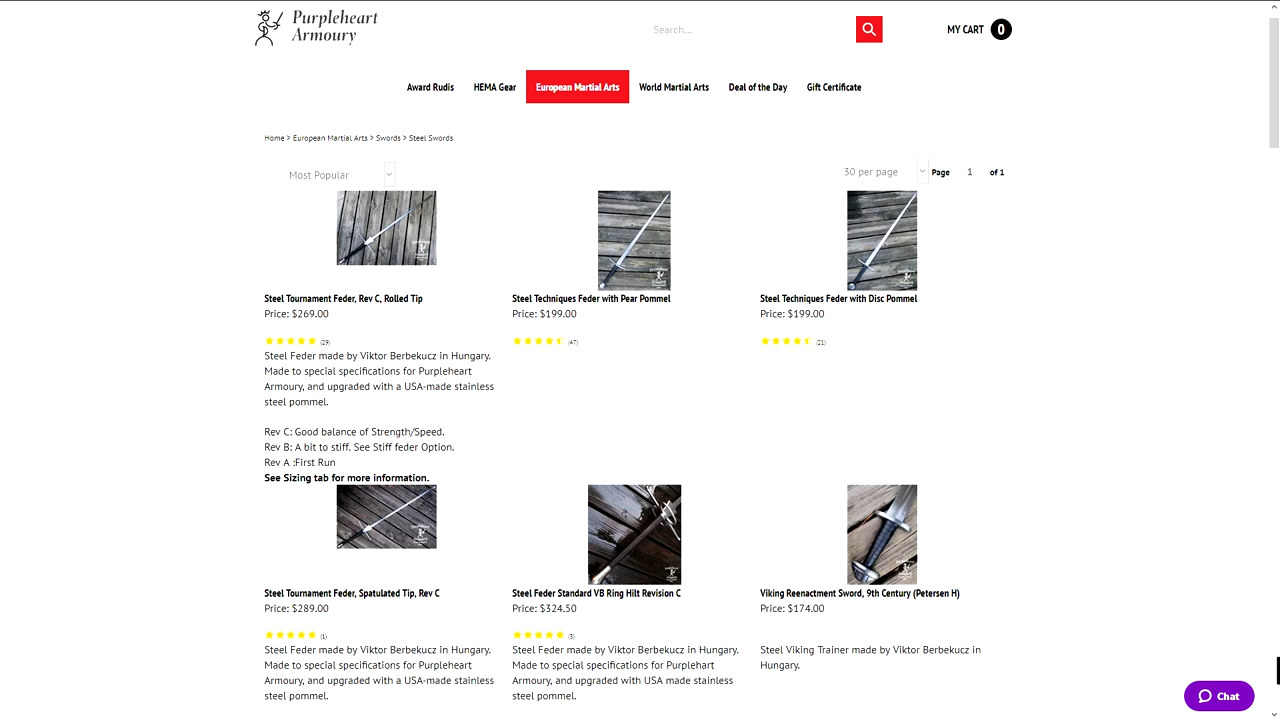 Purpleheart
Armoury
Search...
MY CART 0
Award Rudis HEMA Gear European Martial Arts World Martial Arts Deal of the Day Gift Certificate
Home > European Martial Arts > Swords > Steel Swords
Most Popular
30 per page Page 1 of 1
Steel Tournament Feder, Rev C, Rolled Tip
Price: $269.00
(29)
Steel Feder made by Viktor Berbekucz in Hungary.
Made to special specifications for Purpleheart
Armoury, and upgraded with a USA-made stainless
steel pommel.
Rev C: Good balance of Strength/Speed.
Rev B: A bit to stiff. See Stiff feder Option.
Rev A :First Run
See Sizing tab for more information.
Steel Techniques Feder with Pear Pommel
Price: $199.00
(47)
Steel Techniques Feder with Disc Pommel
Price: $199.00
(21)
Steel Tournament Feder, Spatulated Tip, Rev C
Price: $289.00
(1)
Steel Feder made by Viktor Berbekucz in Hungary.
Made to special specifications for Purpleheart
Armoury, and upgraded with a USA-made stainless
steel pommel.
Steel Feder Standard VB Ring Hilt Revision C
Price: $324.50
(3)
Steel Feder made by Viktor Berbekucz in Hungary.
Made to special specifications for Purplehart
Armoury, and upgraded with USA made stainless
steel pommel.
Viking Reenactment Sword, 9th Century (Petersen H)
Price: $174.00
Steel Viking Trainer made by Viktor Berbekucz in
Hungary.
Chat